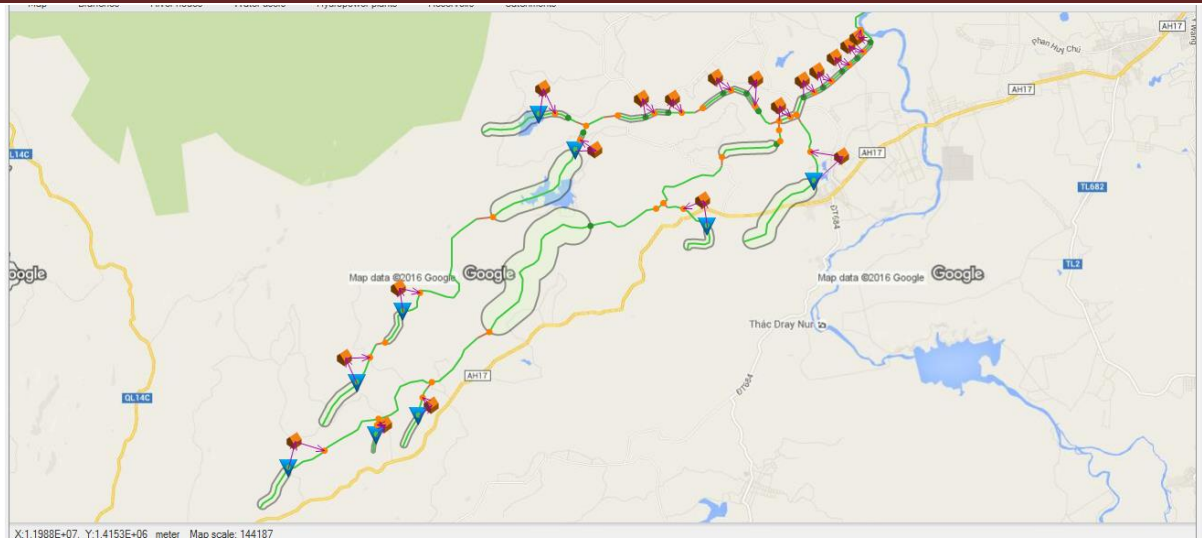 Map Branches River nodes Water users Hydropower plants Reservoirs Catchments
AH17
Phan Huy Chú
AH17
QL14C
AH17
TL682
ĐT684
Google
Map data ©2016 Google
Google
Map data ©2016 Google
Google
TL2
Thác Dray Nur
AH17
ĐT684
QL14C
X:1.1988E+07, Y:1.4153E+06 meter Map scale: 144187